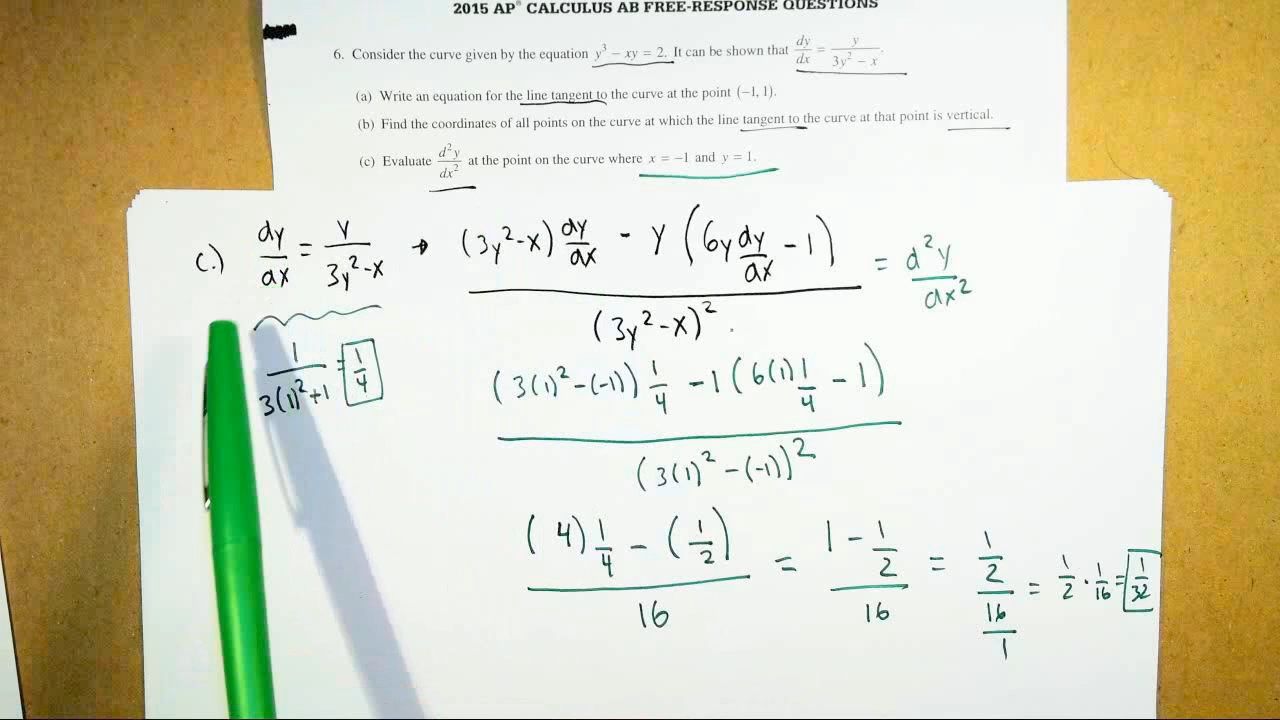 2015 AP® CALCULUS AB FREE-RESPONSE QUESTIONS
6. Consider the curve given by the equation y³ − xy = 2. It can be shown that dy/dx = y/(3y² − x).
(a) Write an equation for the line tangent to the curve at the point (−1, 1).
(b) Find the coordinates of all points on the curve at which the line tangent to the curve at that point is vertical.
(c) Evaluate d²y/dx² at the point on the curve where x = −1 and y = 1.
c.) dy/dx = y/(3y²-x) → ((3y²-x) dy/dx - y (6y dy/dx - 1))/(3y²-x)² = d²y/dx²
1/(3(1)²+1) = 1/4
((3(1)²-(-1)) 1/4 - 1 (6(1) 1/4 - 1))/(3(1)²-(-1))²
((4) 1/4 - (1/2))/16 = (1 - 1/2)/16 = (1/2)/(16/1) = 1/2 · 1/16 = 1/32